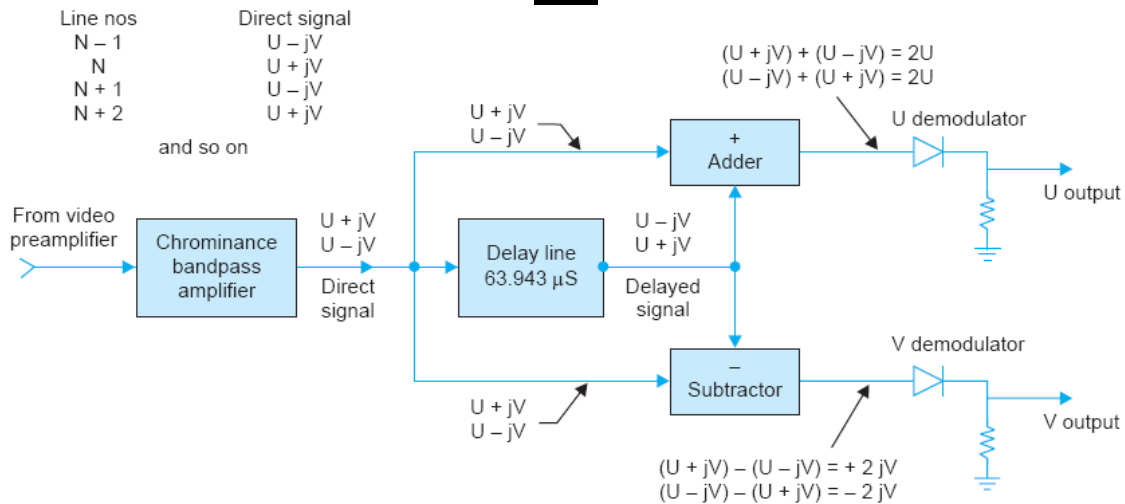 Line nos Direct signal
N – 1 U – jV
N U + jV
N + 1 U – jV
N + 2 U + jV
and so on
(U + jV) + (U – jV) = 2U
(U – jV) + (U + jV) = 2U
U + jV
U – jV
+
Adder
U demodulator
U output
From video
preamplifier
Chrominance
bandpass
amplifier
U + jV
U – jV
Direct
signal
Delay line
63.943 μS
U – jV
U + jV
Delayed
signal
U + jV
U – jV
–
Subtractor
V demodulator
V output
(U + jV) – (U – jV) = + 2 jV
(U – jV) – (U + jV) = – 2 jV